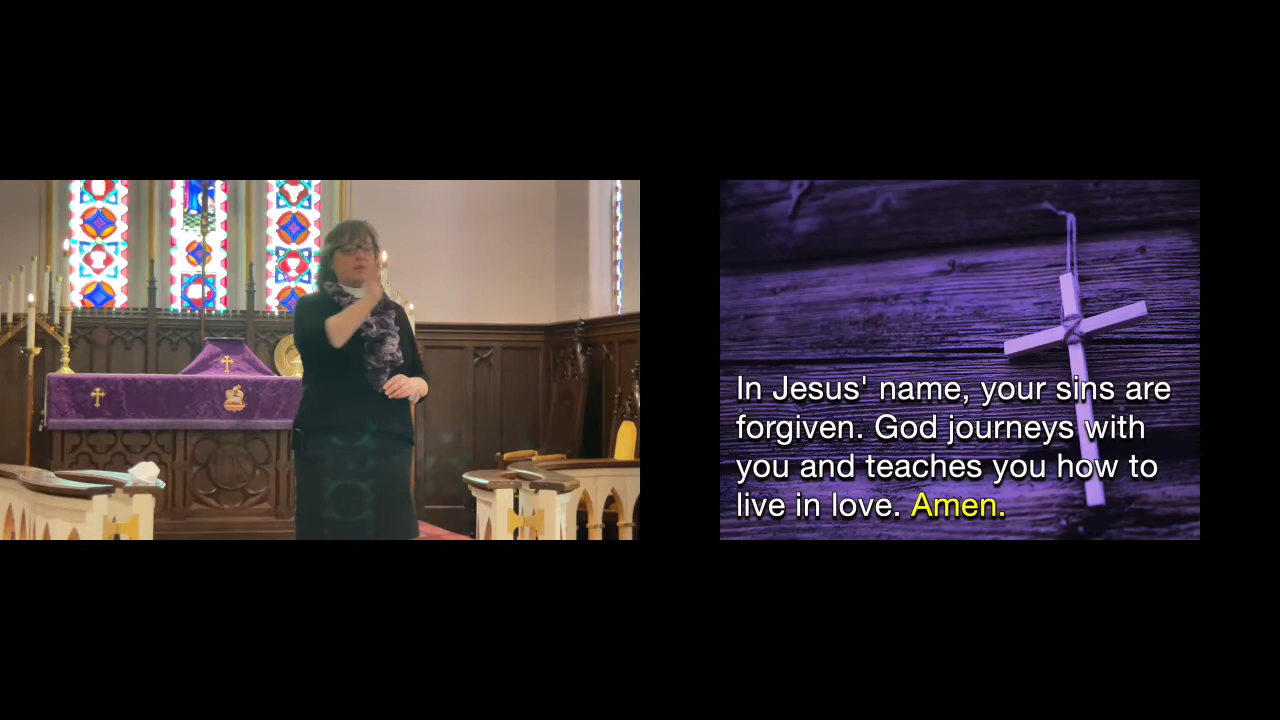 In Jesus' name, your sins are
forgiven. God journeys with
you and teaches you how to
live in love. Amen.